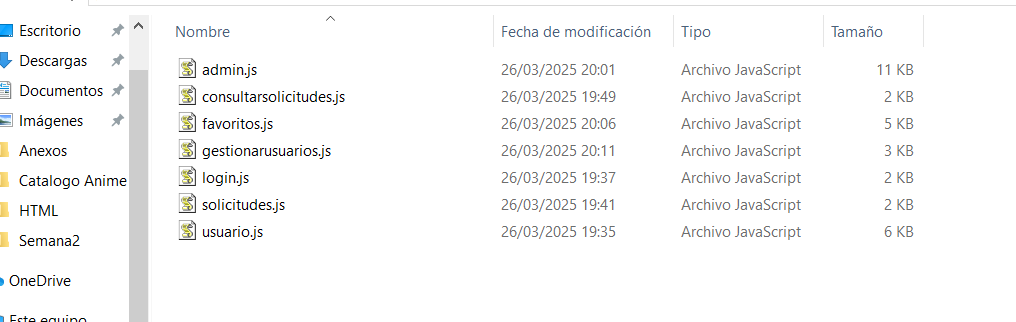 Escritorio
Descargas
Documentos
Imágenes
Anexos
Catalogo Anime
HTML
Semana2
OneDrive
Este equipo
Nombre Fecha de modificación Tipo Tamaño
admin.js 26/03/2025 20:01 Archivo JavaScript 11 KB
consultarsolicitudes.js 26/03/2025 19:49 Archivo JavaScript 2 KB
favoritos.js 26/03/2025 20:06 Archivo JavaScript 5 KB
gestionarusuarios.js 26/03/2025 20:11 Archivo JavaScript 3 KB
login.js 26/03/2025 19:37 Archivo JavaScript 2 KB
solicitudes.js 26/03/2025 19:41 Archivo JavaScript 2 KB
usuario.js 26/03/2025 19:35 Archivo JavaScript 6 KB